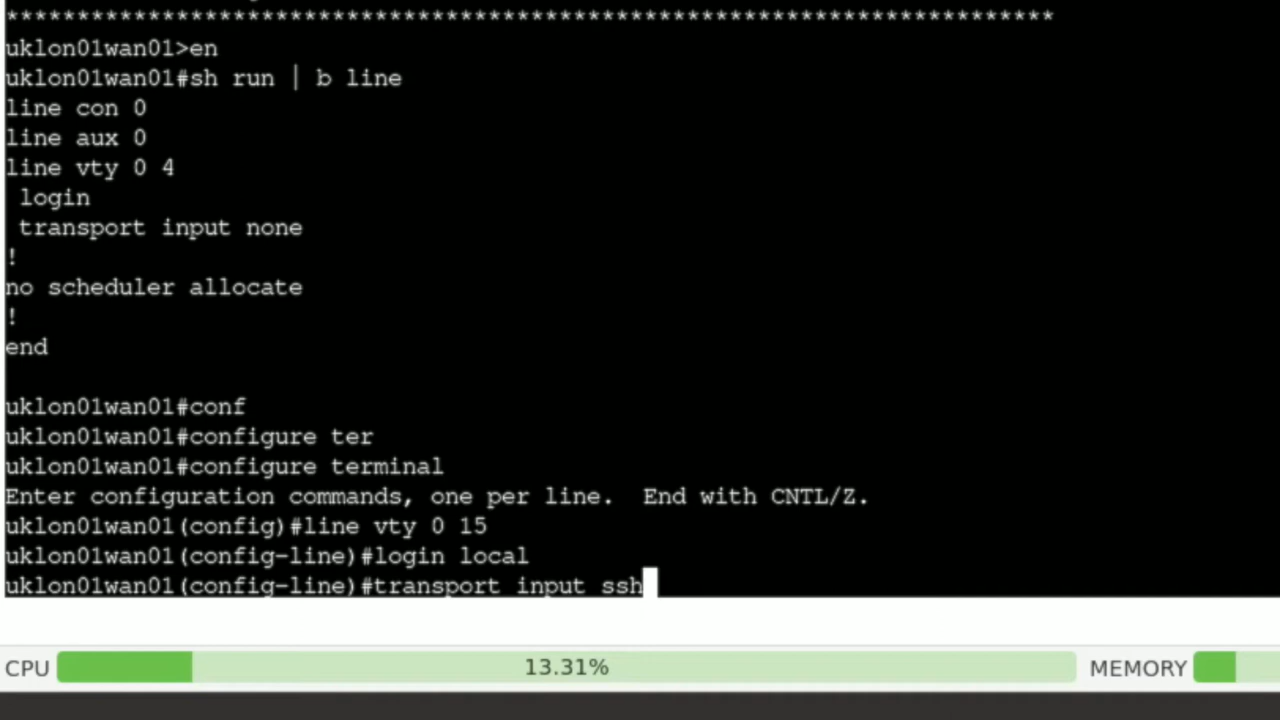 **************************************************************************
uklon01wan01>en
uklon01wan01#sh run | b line
line con 0
line aux 0
line vty 0 4
 login
 transport input none
!
no scheduler allocate
!
end

uklon01wan01#conf
uklon01wan01#configure ter
uklon01wan01#configure terminal
Enter configuration commands, one per line.  End with CNTL/Z.
uklon01wan01(config)#line vty 0 15
uklon01wan01(config-line)#login local
uklon01wan01(config-line)#transport input ssh
CPU 13.31% MEMORY